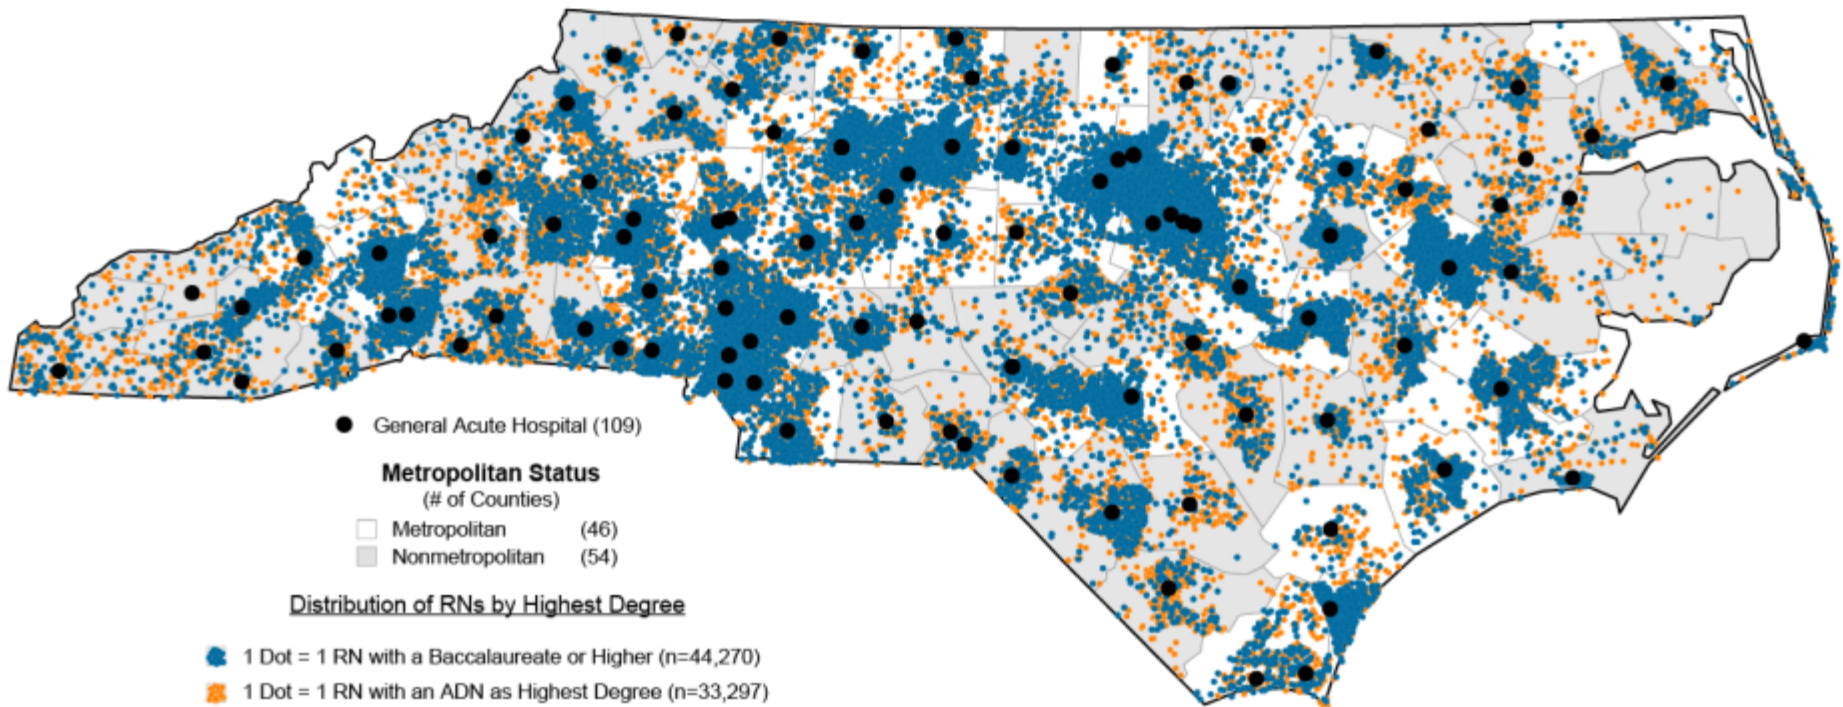 General Acute Hospital (109)
Metropolitan Status
(# of Counties)
Metropolitan (46)
Nonmetropolitan (54)
Distribution of RNs by Highest Degree
1 Dot = 1 RN with a Baccalaureate or Higher (n=44,270)
1 Dot = 1 RN with an ADN as Highest Degree (n=33,297)